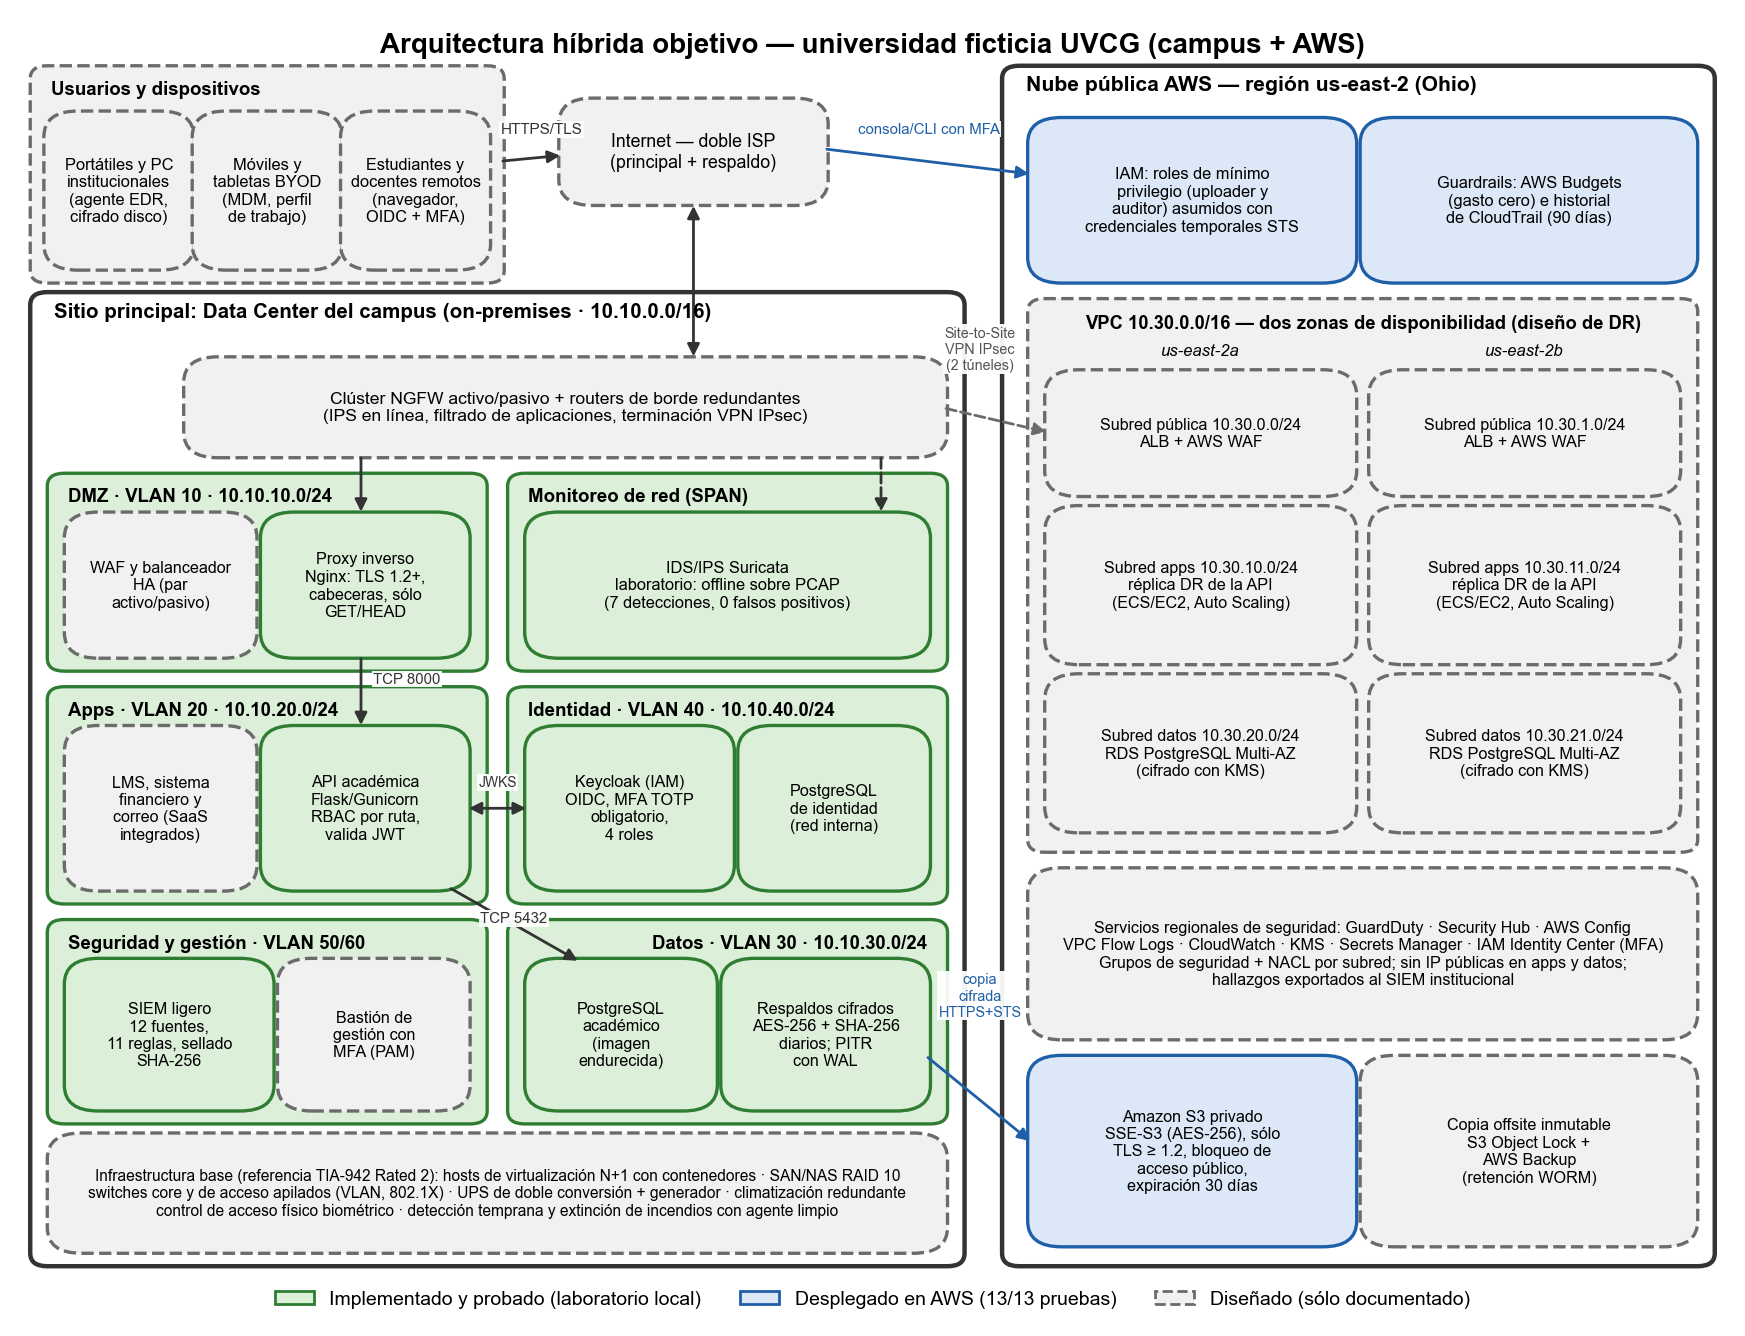 Arquitectura híbrida objetivo — universidad ficticia UVCG (campus + AWS)
Usuarios y dispositivos
Portátiles y PC
institucionales
(agente EDR,
cifrado disco)
Móviles y
tabletas BYOD
(MDM, perfil
de trabajo)
Estudiantes y
docentes remotos
(navegador,
OIDC + MFA)
HTTPS/TLS
Internet — doble ISP
(principal + respaldo)
consola/CLI con MFA
Nube pública AWS — región us-east-2 (Ohio)
IAM: roles de mínimo
privilegio (uploader y
auditor) asumidos con
credenciales temporales STS
Guardrails: AWS Budgets
(gasto cero) e historial
de CloudTrail (90 días)
Sitio principal: Data Center del campus (on-premises · 10.10.0.0/16)
Clúster NGFW activo/pasivo + routers de borde redundantes
(IPS en línea, filtrado de aplicaciones, terminación VPN IPsec)
Site-to-Site
VPN IPsec
(2 túneles)
VPC 10.30.0.0/16 — dos zonas de disponibilidad (diseño de DR)
us-east-2a
us-east-2b
Subred pública 10.30.0.0/24
ALB + AWS WAF
Subred pública 10.30.1.0/24
ALB + AWS WAF
Subred apps 10.30.10.0/24
réplica DR de la API
(ECS/EC2, Auto Scaling)
Subred apps 10.30.11.0/24
réplica DR de la API
(ECS/EC2, Auto Scaling)
Subred datos 10.30.20.0/24
RDS PostgreSQL Multi-AZ
(cifrado con KMS)
Subred datos 10.30.21.0/24
RDS PostgreSQL Multi-AZ
(cifrado con KMS)
DMZ · VLAN 10 · 10.10.10.0/24
WAF y balanceador
HA (par
activo/pasivo)
Proxy inverso
Nginx: TLS 1.2+,
cabeceras, sólo
GET/HEAD
Monitoreo de red (SPAN)
IDS/IPS Suricata
laboratorio: offline sobre PCAP
(7 detecciones, 0 falsos positivos)
TCP 8000
Apps · VLAN 20 · 10.10.20.0/24
LMS, sistema
financiero y
correo (SaaS
integrados)
API académica
Flask/Gunicorn
RBAC por ruta,
valida JWT
JWKS
Identidad · VLAN 40 · 10.10.40.0/24
Keycloak (IAM)
OIDC, MFA TOTP
obligatorio,
4 roles
PostgreSQL
de identidad
(red interna)
TCP 5432
Seguridad y gestión · VLAN 50/60
SIEM ligero
12 fuentes,
11 reglas, sellado
SHA-256
Bastión de
gestión con
MFA (PAM)
Datos · VLAN 30 · 10.10.30.0/24
PostgreSQL
académico
(imagen
endurecida)
Respaldos cifrados
AES-256 + SHA-256
diarios; PITR
con WAL
copia
cifrada
HTTPS+STS
Servicios regionales de seguridad: GuardDuty · Security Hub · AWS Config
VPC Flow Logs · CloudWatch · KMS · Secrets Manager · IAM Identity Center (MFA)
Grupos de seguridad + NACL por subred; sin IP públicas en apps y datos;
hallazgos exportados al SIEM institucional
Amazon S3 privado
SSE-S3 (AES-256), sólo
TLS ≥ 1.2, bloqueo de
acceso público,
expiración 30 días
Copia offsite inmutable
S3 Object Lock +
AWS Backup
(retención WORM)
Infraestructura base (referencia TIA-942 Rated 2): hosts de virtualización N+1 con contenedores · SAN/NAS RAID 10
switches core y de acceso apilados (VLAN, 802.1X) · UPS de doble conversión + generador · climatización redundante
control de acceso físico biométrico · detección temprana y extinción de incendios con agente limpio
Implementado y probado (laboratorio local)
Desplegado en AWS (13/13 pruebas)
Diseñado (sólo documentado)